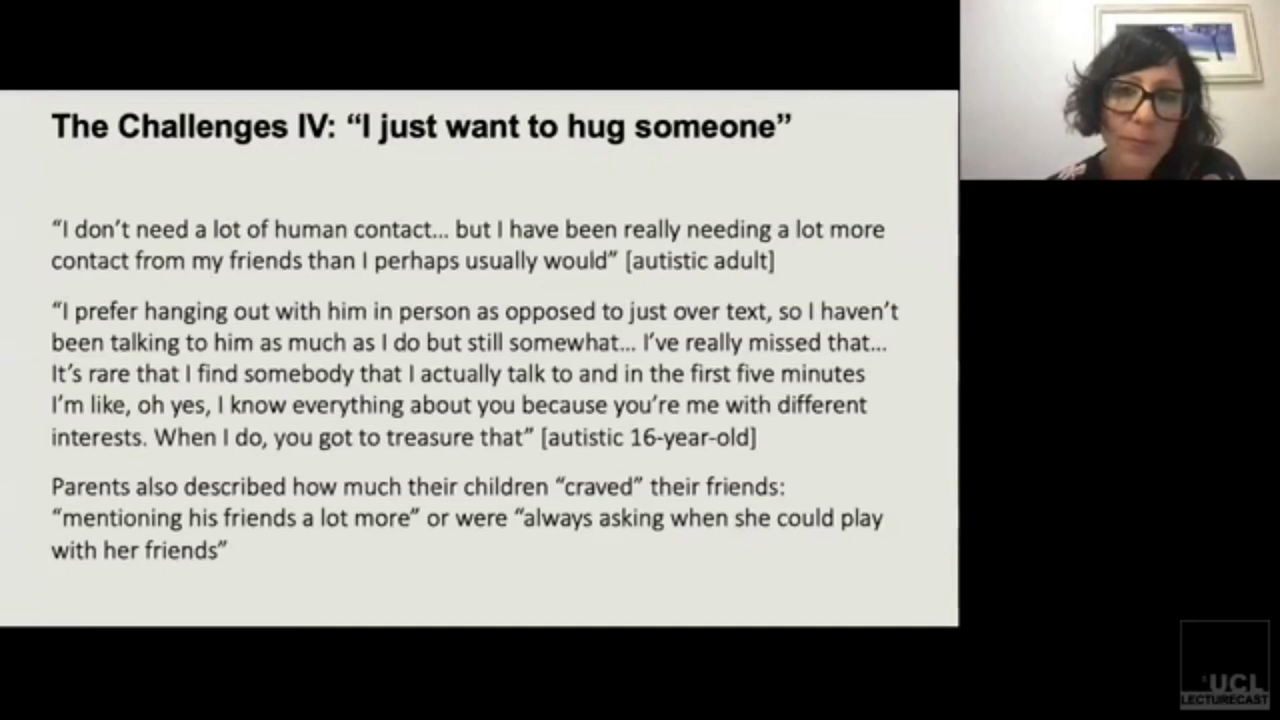 The Challenges IV: “I just want to hug someone”
“I don’t need a lot of human contact... but I have been really needing a lot more
contact from my friends than I perhaps usually would” [autistic adult]
“I prefer hanging out with him in person as opposed to just over text, so I haven’t
been talking to him as much as I do but still somewhat... I’ve really missed that...
It’s rare that I find somebody that I actually talk to and in the first five minutes
I’m like, oh yes, I know everything about you because you’re me with different
interests. When I do, you got to treasure that” [autistic 16-year-old]
Parents also described how much their children “craved” their friends:
“mentioning his friends a lot more” or were “always asking when she could play
with her friends”
UCL
LECTURECAST